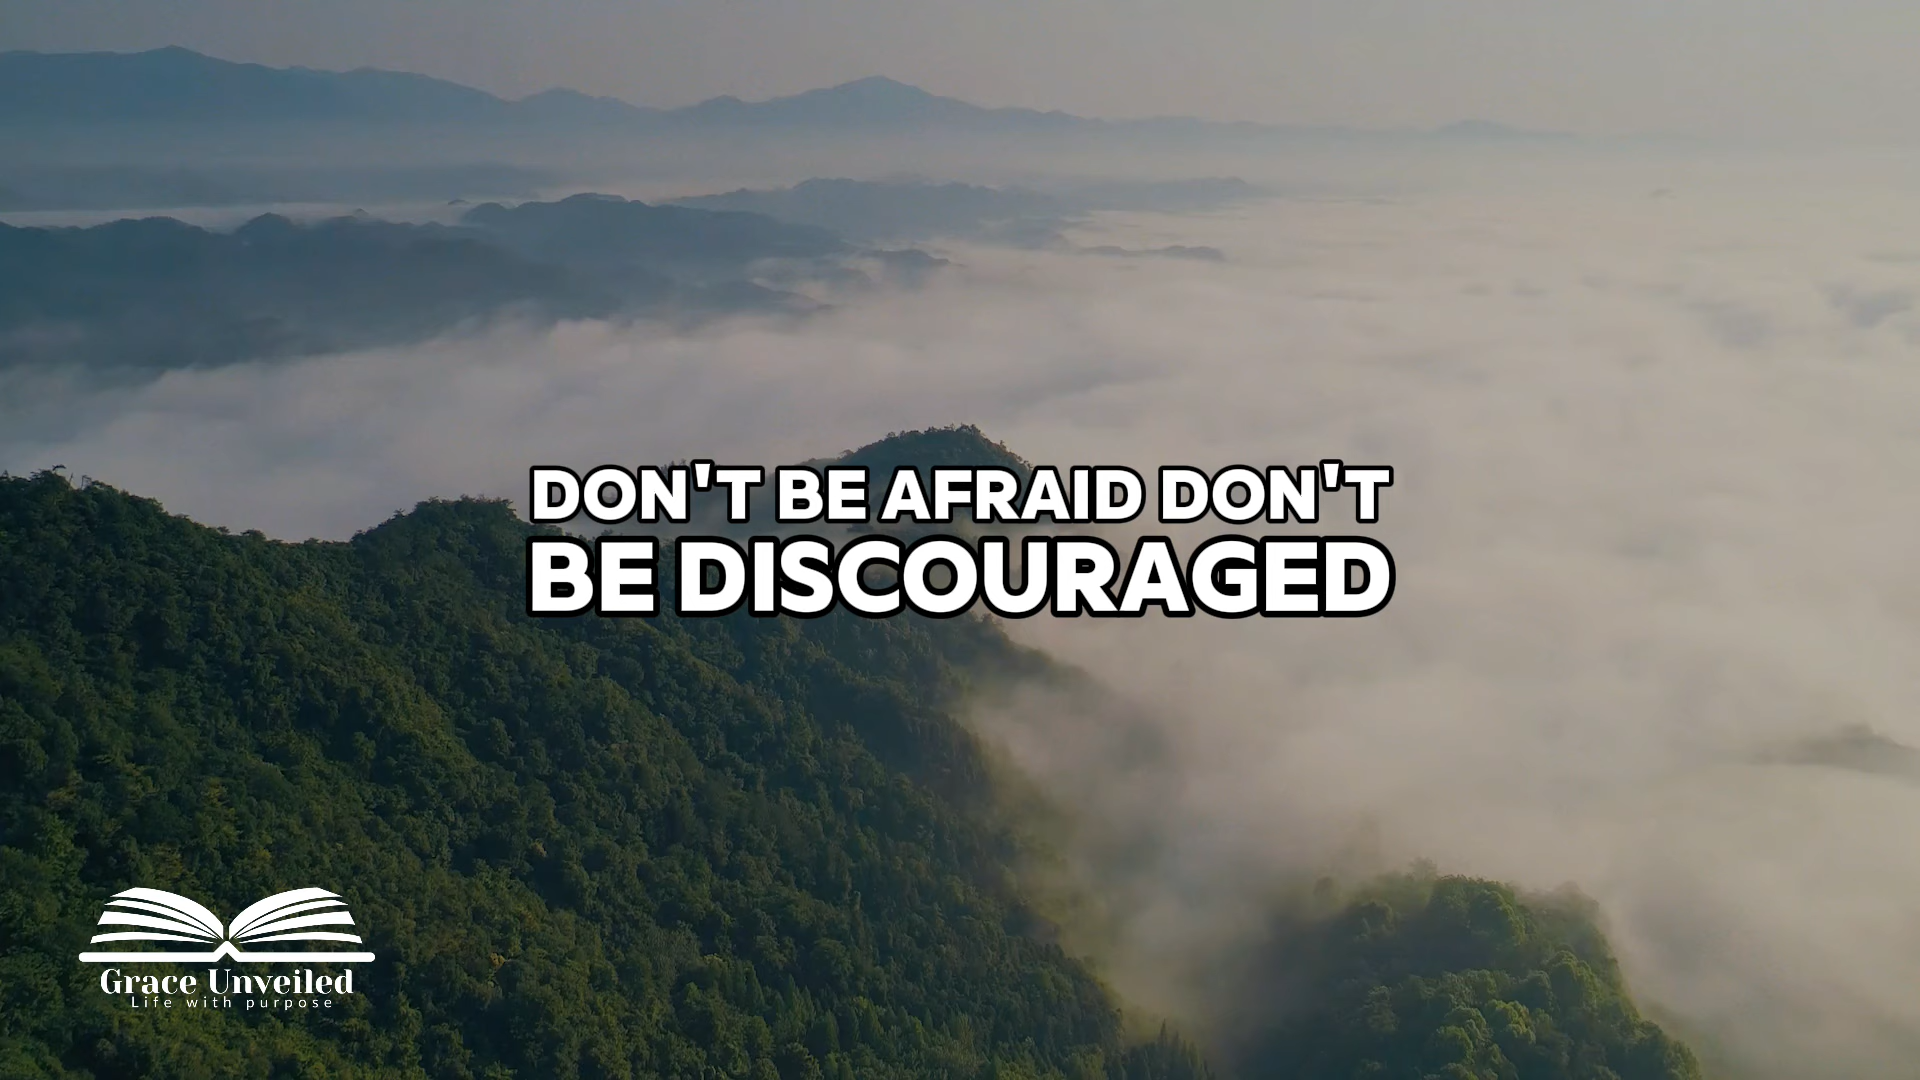 DON'T BE AFRAID DON'T
BE DISCOURAGED
Grace Unveiled
Life with purpose